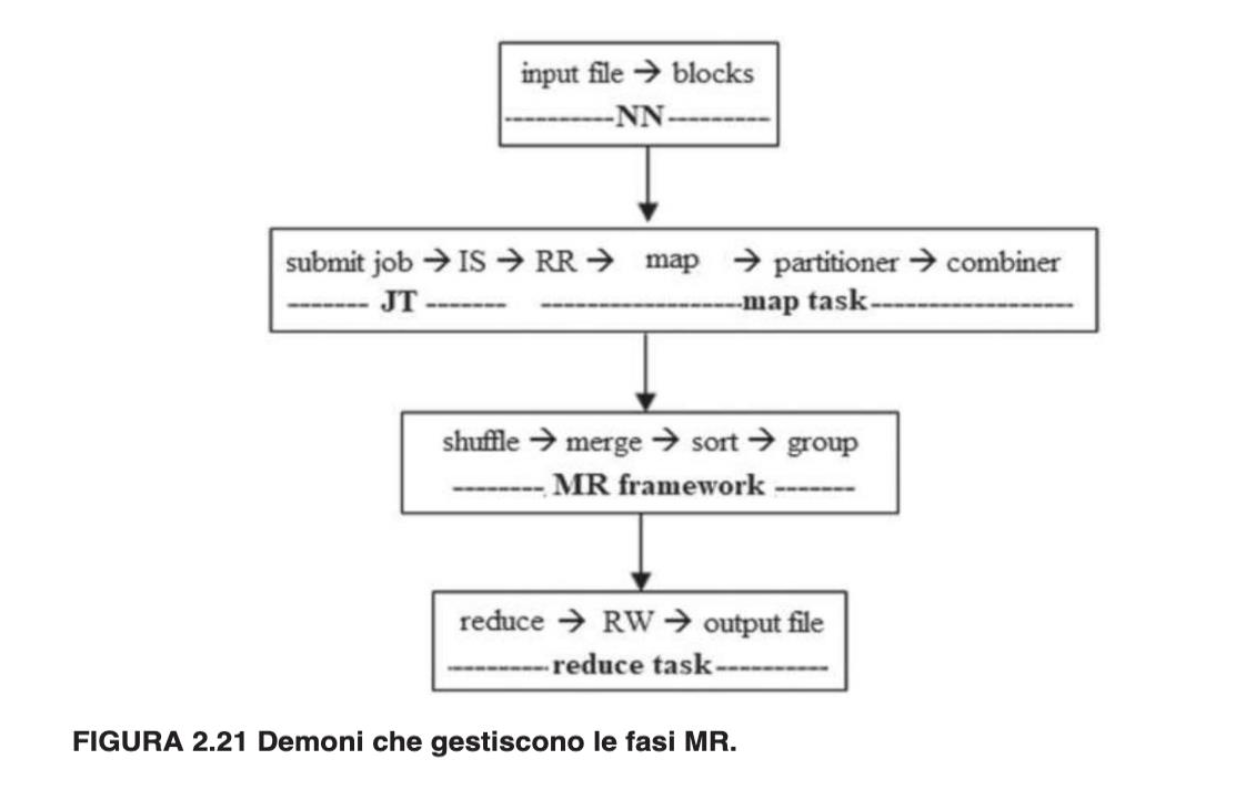 input file → blocks
----------NN---------
submit job → IS → RR → map → partitioner → combiner
------- JT ------- ------------------map task------------------
shuffle → merge → sort → group
-------- MR framework -------
reduce → RW → output file
---------reduce task----------
FIGURA 2.21 Demoni che gestiscono le fasi MR.